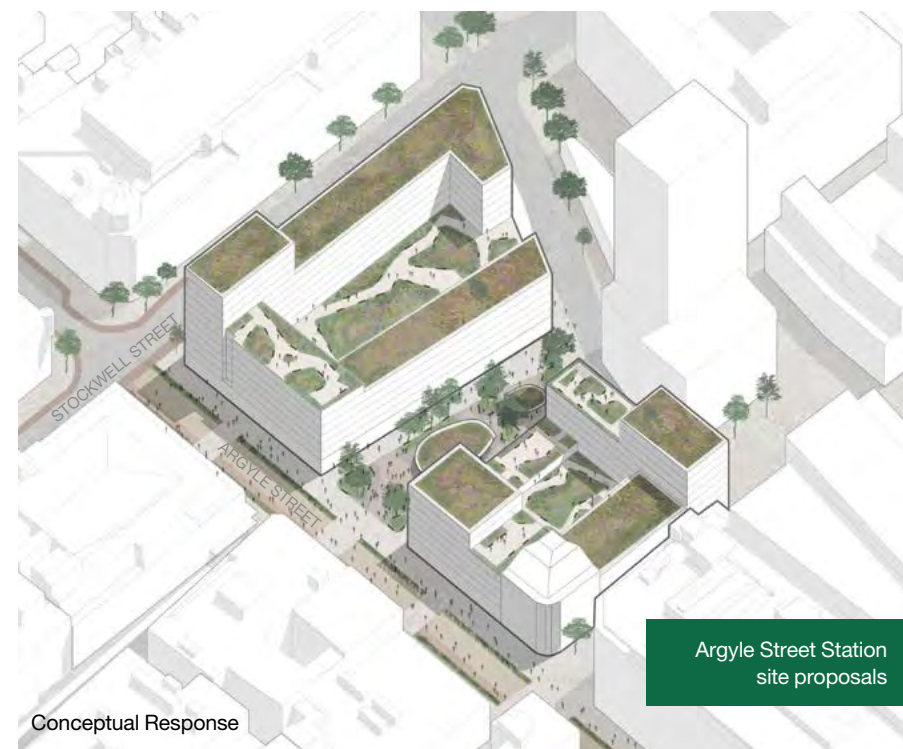 STOCKWELL STREET
ARGYLE STREET
Argyle Street Station
site proposals
Conceptual Response